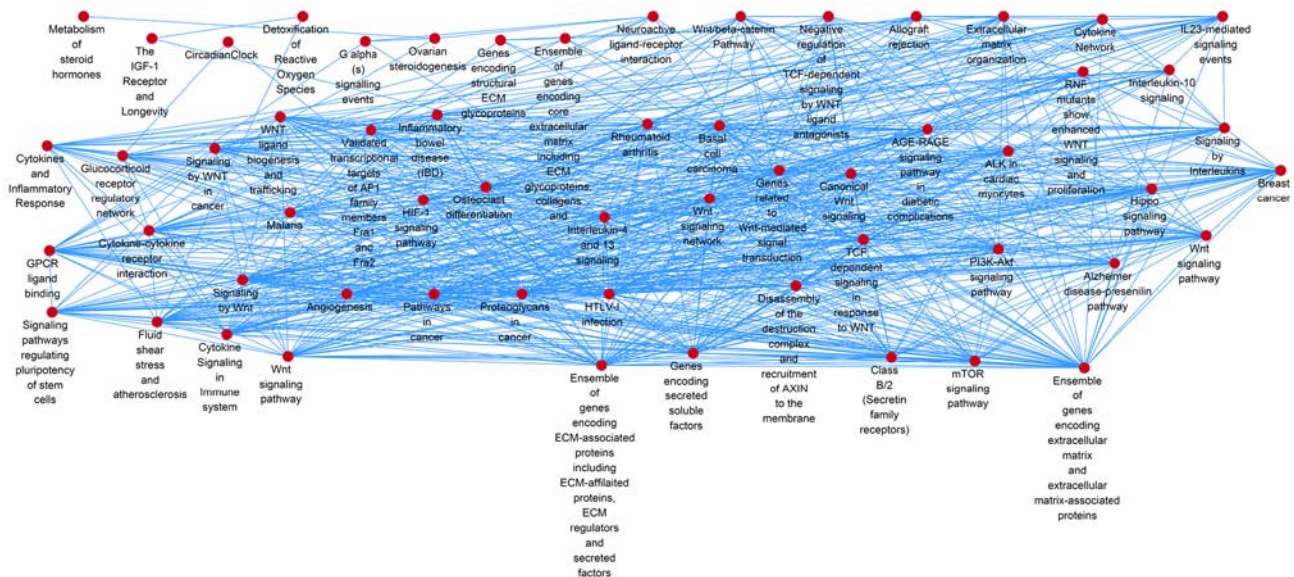 Metabolism
of
steroid
hormones
The
IGF-1
Receptor
and
Longevity
CircadianClock
Detoxification
of
Reactive
Oxygen
Species
G alpha
(s)
signalling
events
Ovarian
steroidogenesis
Genes
encoding
structural
ECM
glycoproteins
Ensemble
of
genes
encoding
core
extracellular
matrix
including
ECM
glycoproteins,
collagens
and
Neuroactive
ligand-receptor
interaction
Wnt/beta-catenin
Pathway
Negative
regulation
of
TCF-dependent
signaling
by WNT
ligand
antagonists
Allograft
rejection
Extracellular
matrix
organization
Cytokine
Network
IL23-mediated
signaling
events
RNF
mutants
show
enhanced
WNT
signaling
and
proliferation
Interleukin-10
signaling
Cytokines
and
Inflammatory
Response
Glucocorticoid
receptor
regulatory
network
Signaling
by WNT in
cancer
WNT
ligand
biogenesis
and
trafficking
Validated
transcriptional
targets
of AP1
family
members
Fra1
and
Fra2
Inflammatory
bowel
disease
(IBD)
Rheumatoid
arthritis
Basal
cell
carcinoma
AGE-RAGE
signaling
pathway
in
diabetic
complications
ALK in
cardiac
myocytes
Signaling
by
Interleukins
Breast
cancer
Malaria
HIF-1
signaling
pathway
Osteoclast
differentiation
Interleukin-4
and 13
signaling
Wnt
signaling
network
Genes
related
to
Wnt-mediated
signal
transduction
Canonical
Wnt
signaling
Hippo
signaling
pathway
GPCR
ligand
binding
Cytokine-cytokine
receptor
interaction
TCF
dependent
signaling
in
response
to WNT
PI3K-Akt
signaling
pathway
Alzheimer
disease-presenilin
pathway
Wnt
signaling
pathway
Signaling
pathways
regulating
pluripotency
of stem
cells
Fluid
shear
stress
and
atherosclerosis
Signaling
by Wnt
Cytokine
Signaling
in
Immune
system
Wnt
signaling
pathway
Angiogenesis
Pathways
in
cancer
Proteoglycans
in
cancer
HTLV-I
infection
Disassembly
of the
destruction
complex
and
recruitment
of AXIN
to the
membrane
Ensemble
of
genes
encoding
ECM-associated
proteins
including
ECM-affilaited
proteins,
ECM
regulators
and
secreted
factors
Genes
encoding
secreted
soluble
factors
Class
B/2
(Secretin
family
receptors)
mTOR
signaling
pathway
Ensemble
of
genes
encoding
extracellular
matrix
and
extracellular
matrix-associated
proteins